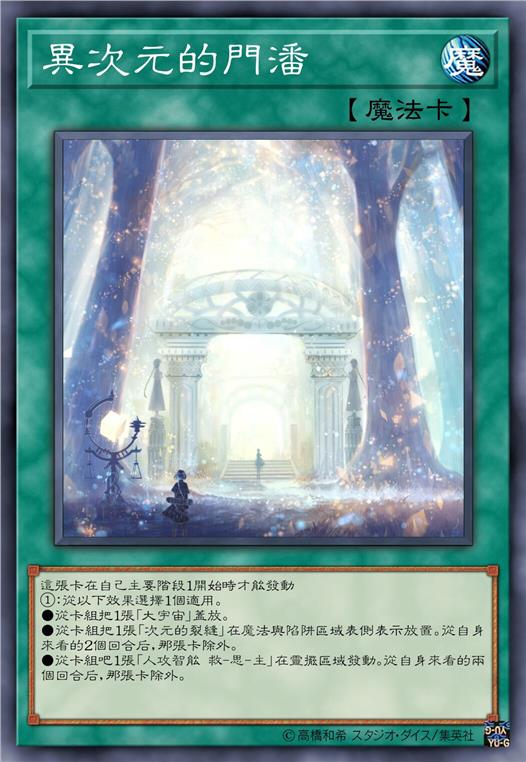 異次元的門潘
魔
【魔法卡】
這張卡在自己主要階段1開始時才能發動
①:從以下效果選擇1個適用。
●從卡組把1張「大宇宙」蓋放。
●從卡組把1張「次元的裂縫」在魔法與陷阱區域表側表示放置。從自身
來看的2個回合后,那張卡除外。
●從卡組吧1張「人攻智能 救-思-主」在靈擺區域發動。從自身來看的兩
個回合后,那張卡除外。
©高橋和希 スタジオ・ダイス/集英社
YU-G